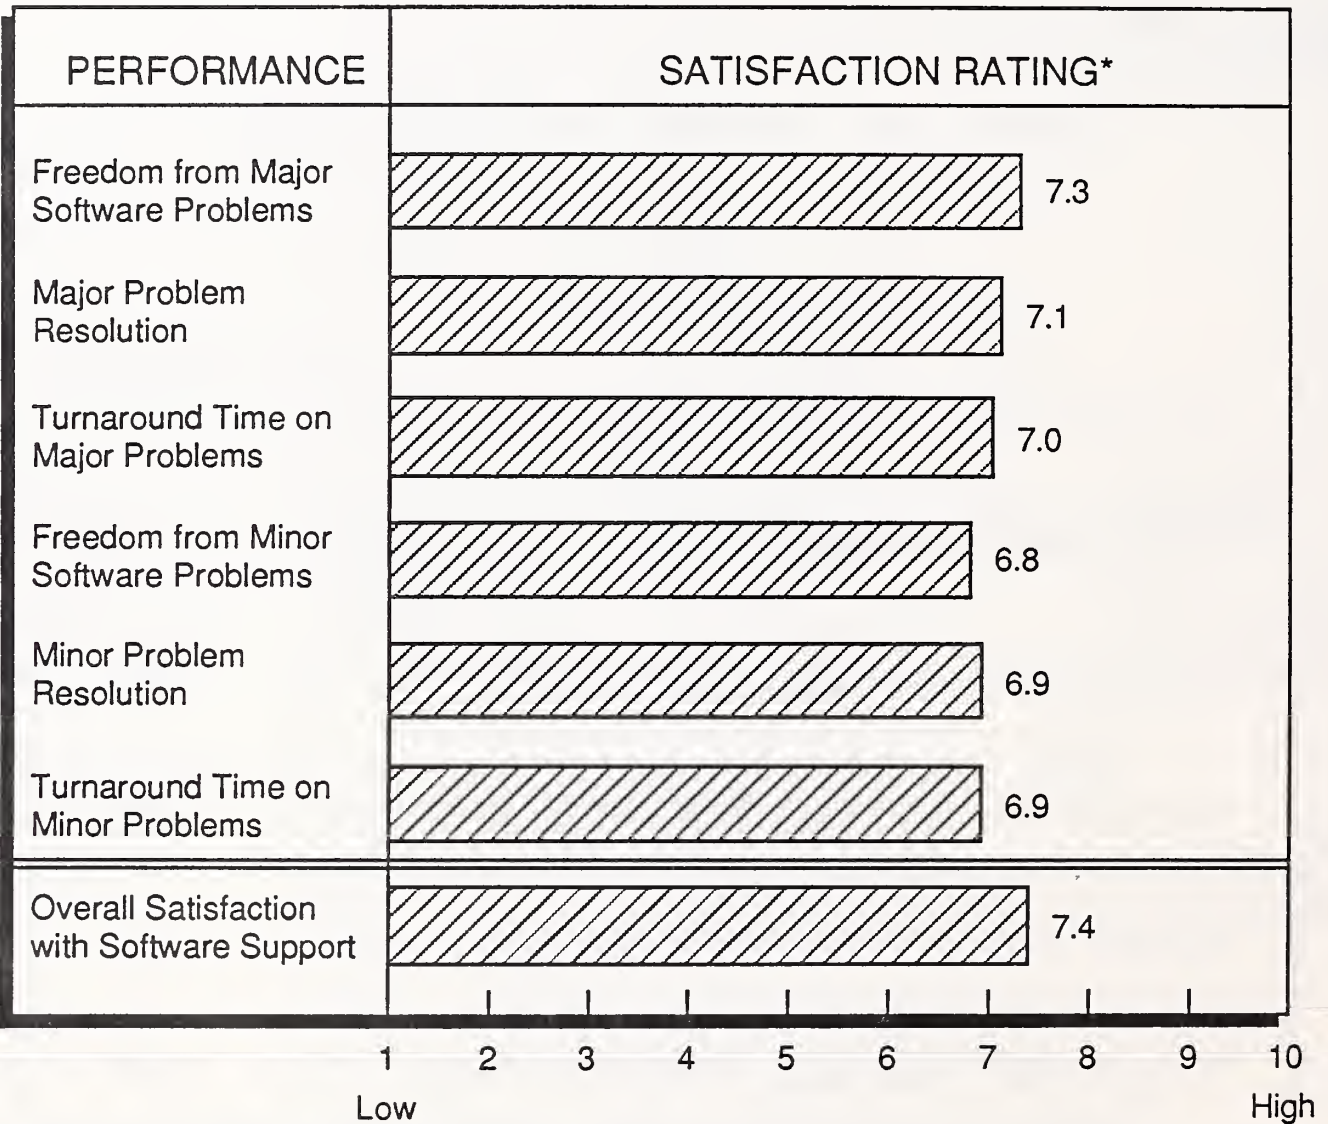 PERFORMANCE
SATISFACTION RATING*
Freedom from Major
Software Problems
7.3
Major Problem
Resolution
7.1
Turnaround Time on
Major Problems
7.0
Freedom from Minor
Software Problems
6.8
Minor Problem
Resolution
6.9
Turnaround Time on
Minor Problems
6.9
Overall Satisfaction
with Software Support
7.4
1 2 3 4 5 6 7 8 9 10
Low High